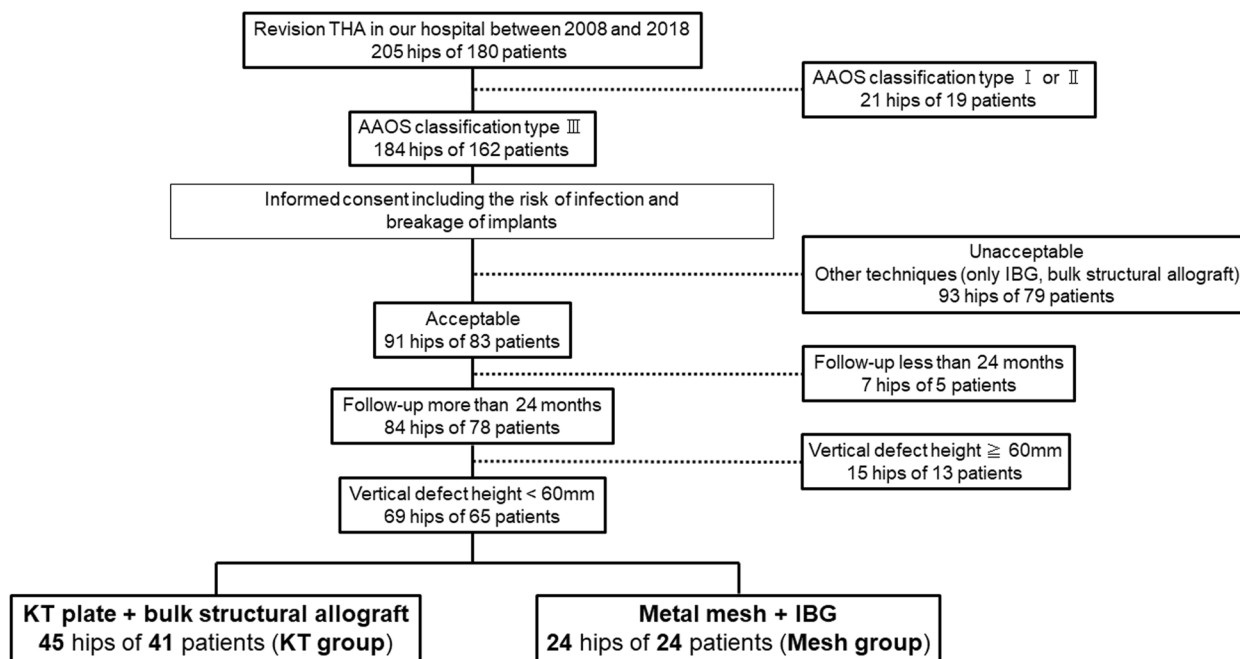 Revision THA in our hospital between 2008 and 2018
205 hips of 180 patients
AAOS classification type Ⅰ or Ⅱ
21 hips of 19 patients
AAOS classification type Ⅲ
184 hips of 162 patients
Informed consent including the risk of infection and
breakage of implants
Unacceptable
Other techniques (only IBG, bulk structural allograft)
93 hips of 79 patients
Acceptable
91 hips of 83 patients
Follow-up less than 24 months
7 hips of 5 patients
Follow-up more than 24 months
84 hips of 78 patients
Vertical defect height ≧ 60mm
15 hips of 13 patients
Vertical defect height < 60mm
69 hips of 65 patients
KT plate + bulk structural allograft
45 hips of 41 patients (KT group)
Metal mesh + IBG
24 hips of 24 patients (Mesh group)